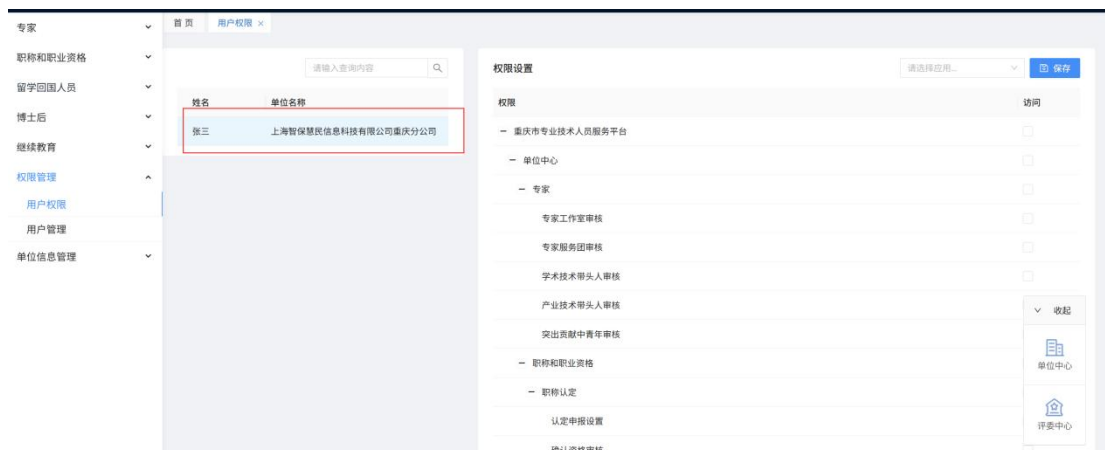 专家
职称和职业资格
留学回国人员
博士后
继续教育
权限管理
用户权限
用户管理
单位信息管理
首页 用户权限 ×
请输入查询内容
姓名 单位名称
张三 上海智保慧民信息科技有限公司重庆分公司
权限设置 请选择应用... 保存
权限 访问
重庆市专业技术人员服务平台
单位中心
专家
专家工作室审核
专家服务团审核
学术技术带头人审核
产业技术带头人审核
突出贡献中青年审核
职称和职业资格
职称认定
认定申报设置
确认资格审核
收起
单位中心
评委中心